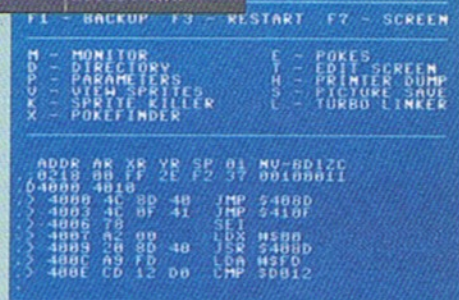 F1 - BACKUP F3 - RESTART F7 - SCREEN
M - MONITOR
D - DIRECTORY
P - PARAMETERS
V - VIEW SPRITES
K - SPRITE KILLER
X - POKEFINDER
E - POKES
T - EDIT SCREEN
H - PRINTER DUMP
S - PICTURE SAVE
L - TURBO LINKER
ADDR AR XR YR SP 01 NV-BDIZC
0218 00 FF 2E F2 37 00100011
D4000 4010
> 4000 4C 8D 40 JMP $408D
> 4003 4C 0F 41 JMP $410F
> 4006 78 SEI
> 4007 A2 00 LDX #$00
> 4009 20 8D 40 JSR $408D
> 400C A9 FD LDA #$FD
> 400E CD 12 D0 CMP $D012